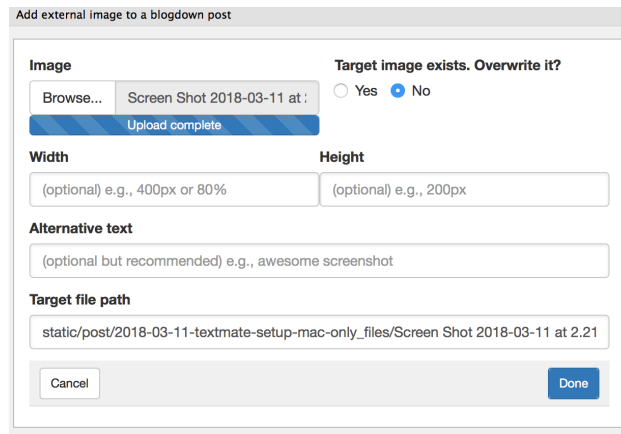 Add external image to a blogdown post
Image
Target image exists. Overwrite it?
Browse... Screen Shot 2018-03-11 at :
Yes No
Upload complete
Width Height
(optional) e.g., 400px or 80% (optional) e.g., 200px
Alternative text
(optional but recommended) e.g., awesome screenshot
Target file path
static/post/2018-03-11-textmate-setup-mac-only_files/Screen Shot 2018-03-11 at 2.21
Cancel Done